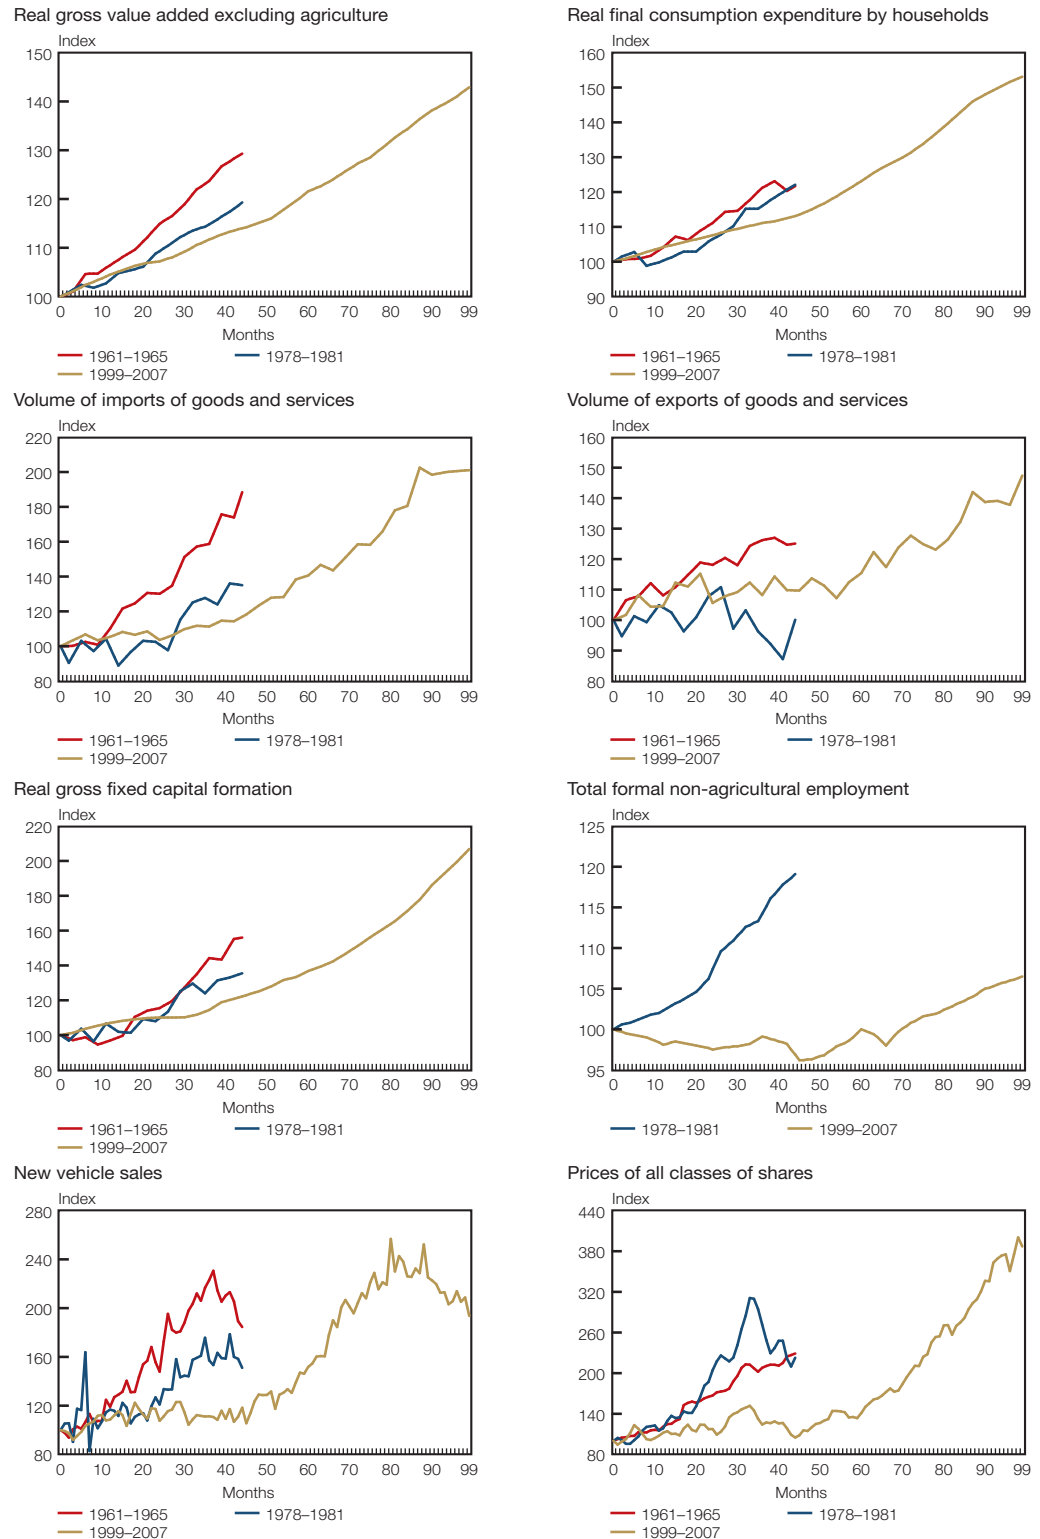 Real gross value added excluding agriculture
Index
150
140
130
120
110
100
0 10 20 30 40 50 60 70 80 90 99
Months
1961–1965 1978–1981
1999–2007
Real final consumption expenditure by households
Index
160
150
140
130
120
110
100
90
0 10 20 30 40 50 60 70 80 90 99
Months
1961–1965 1978–1981
1999–2007
Volume of imports of goods and services
Index
220
200
180
160
140
120
100
80
0 10 20 30 40 50 60 70 80 90 99
Months
1961–1965 1978–1981
1999–2007
Volume of exports of goods and services
Index
160
150
140
130
120
110
100
90
80
0 10 20 30 40 50 60 70 80 90 99
Months
1961–1965 1978–1981
1999–2007
Real gross fixed capital formation
Index
220
200
180
160
140
120
100
80
0 10 20 30 40 50 60 70 80 90 99
Months
1961–1965 1978–1981
1999–2007
Total formal non-agricultural employment
Index
125
120
115
110
105
100
95
0 10 20 30 40 50 60 70 80 90 99
Months
1978–1981 1999–2007
New vehicle sales
Index
280
240
200
160
120
80
0 10 20 30 40 50 60 70 80 90 99
Months
1961–1965 1978–1981
1999–2007
Prices of all classes of shares
Index
440
380
320
260
200
140
80
0 10 20 30 40 50 60 70 80 90 99
Months
1961–1965 1978–1981
1999–2007